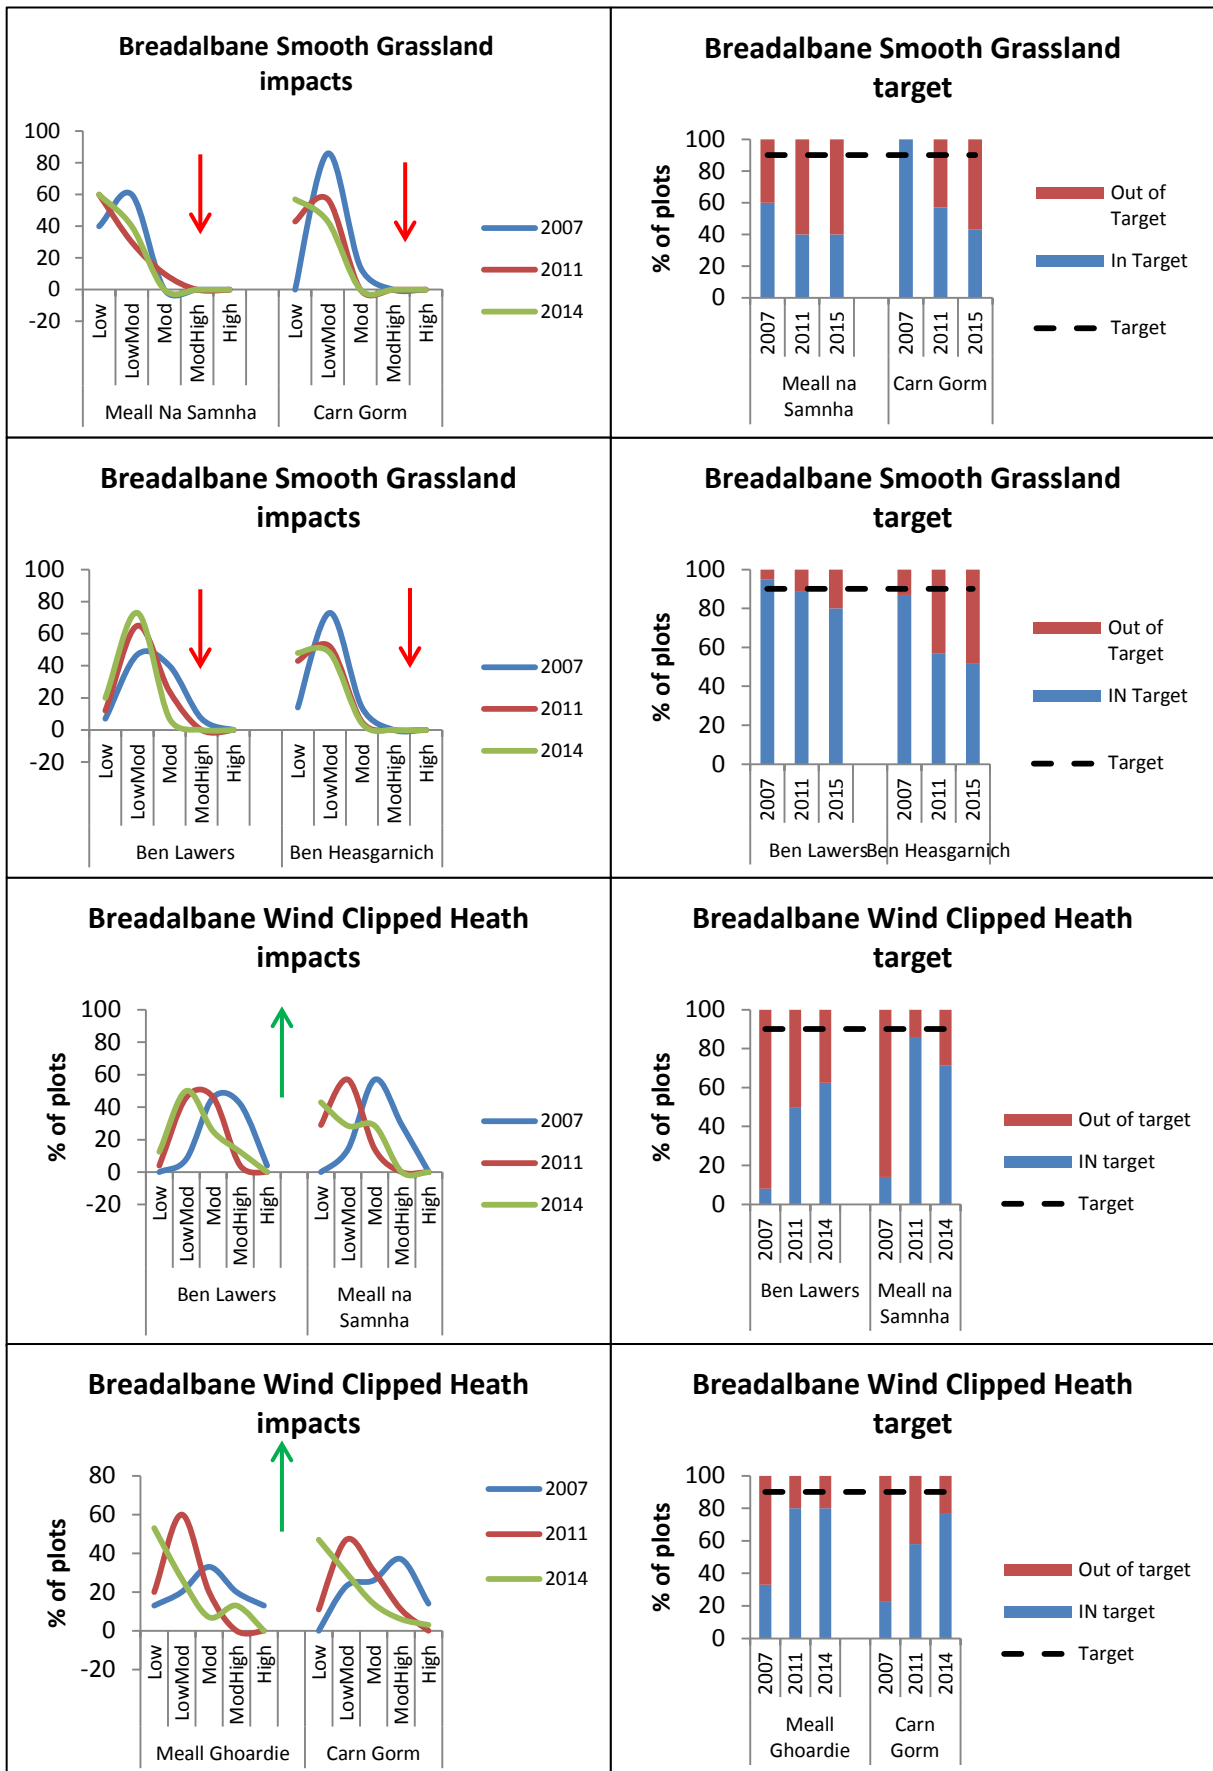 Breadalbane Smooth Grassland
impacts
100
80
60
40
20
0
-20
Low
LowMod
Mod
ModHigh
High
Low
LowMod
Mod
ModHigh
High
Meall Na Samnha
Carn Gorm
2007
2011
2014
Breadalbane Smooth Grassland
target
% of plots
100
80
60
40
20
0
2007
2011
2015
2007
2011
2015
Meall na
Samnha
Carn Gorm
Out of
Target
In Target
Target
Breadalbane Smooth Grassland
impacts
100
80
60
40
20
0
-20
Low
LowMod
Mod
ModHigh
High
Low
LowMod
Mod
ModHigh
High
Ben Lawers
Ben Heasgarnich
2007
2011
2014
Breadalbane Smooth Grassland
target
% of plots
100
80
60
40
20
0
2007
2011
2015
2007
2011
2015
Ben Lawers
Ben Heasgarnich
Out of
Target
IN Target
Target
Breadalbane Wind Clipped Heath
impacts
% of plots
100
80
60
40
20
0
-20
Low
LowMod
Mod
ModHigh
High
Low
LowMod
Mod
ModHigh
High
Ben Lawers
Meall na
Samnha
2007
2011
2014
Breadalbane Wind Clipped Heath
target
% of plots
100
80
60
40
20
0
2007
2011
2014
2007
2011
2014
Ben Lawers
Meall na
Samnha
Out of target
IN target
Target
Breadalbane Wind Clipped Heath
impacts
% of plots
80
60
40
20
0
-20
Low
LowMod
Mod
ModHigh
High
Low
LowMod
Mod
ModHigh
High
Meall Ghoardie
Carn Gorm
2007
2011
2014
Breadalbane Wind Clipped Heath
target
% of plots
100
80
60
40
20
0
2007
2011
2014
2007
2011
2014
Meall
Ghoardie
Carn
Gorm
Out of target
IN target
Target